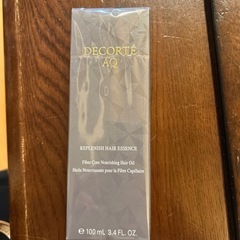 DECORTÉ
AQ
REPLENISH HAIR ESSENCE
Fiber Care Nourishing Hair Oil
Huile Nourrissante pour la Fibre Capillaire
℮ 100 mL 3.4 FL. OZ.